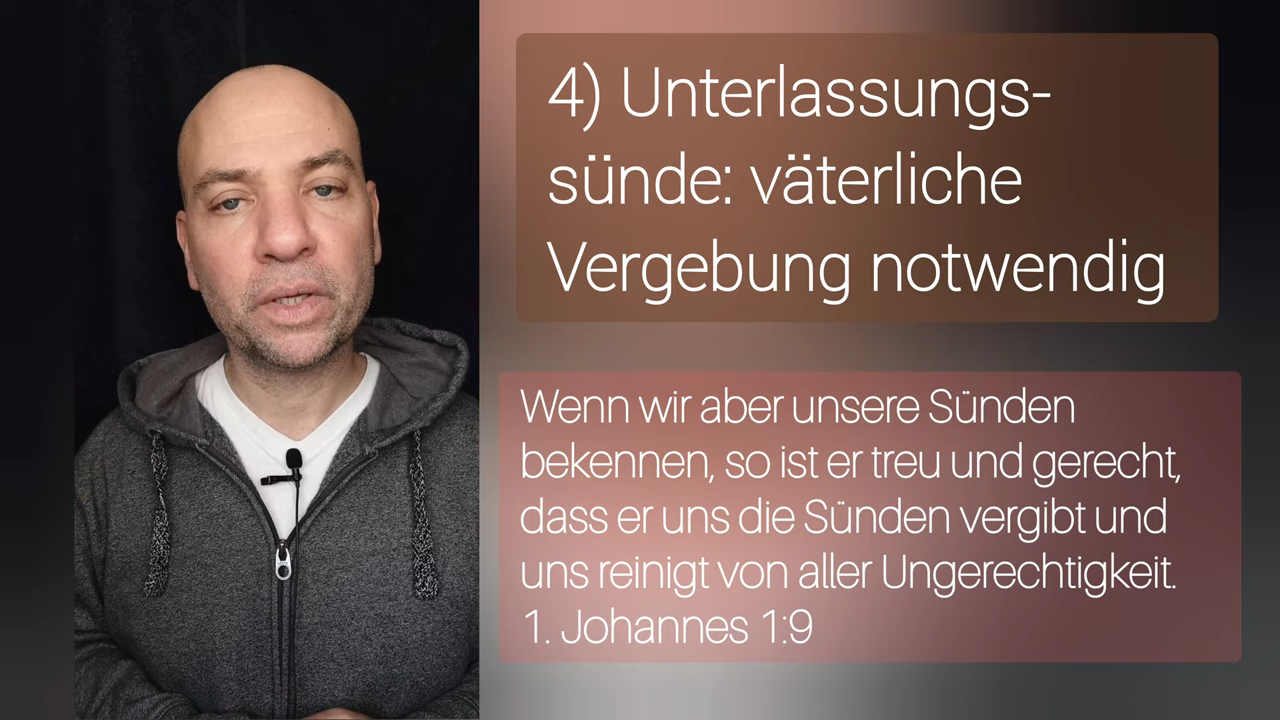 4) Unterlassungs-
sünde: väterliche
Vergebung notwendig
Wenn wir aber unsere Sünden
bekennen, so ist er treu und gerecht,
dass er uns die Sünden vergibt und
uns reinigt von aller Ungerechtigkeit.
1. Johannes 1:9